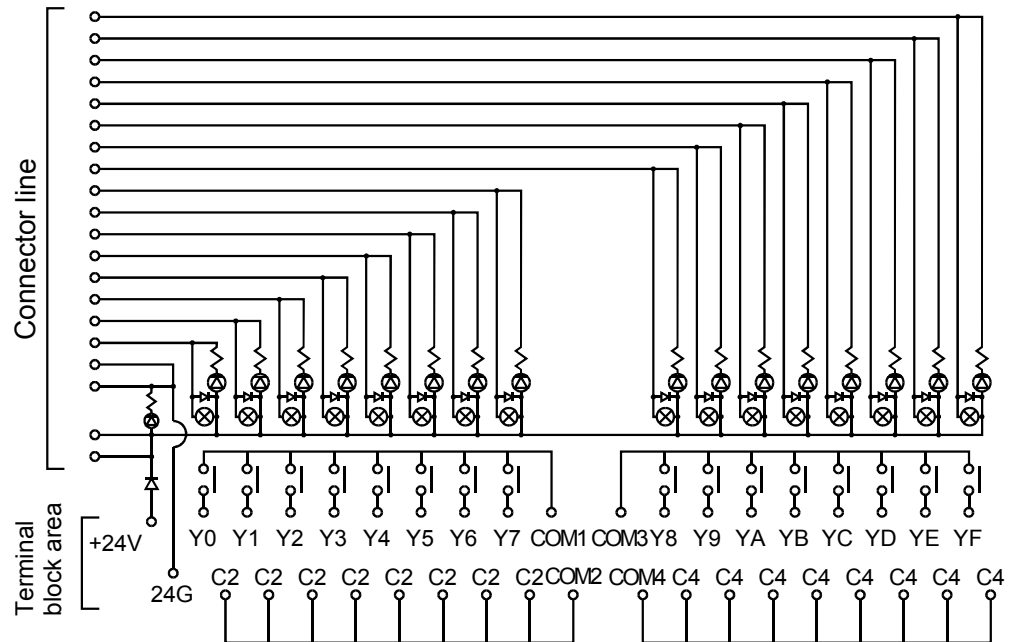 Connector line
Terminal
block area
+24V
Y0 Y1 Y2 Y3 Y4 Y5 Y6 Y7 COM1 COM3 Y8 Y9 YA YB YC YD YE YF
24G
C2 C2 C2 C2 C2 C2 C2 C2 COM2 COM4 C4 C4 C4 C4 C4 C4 C4 C4